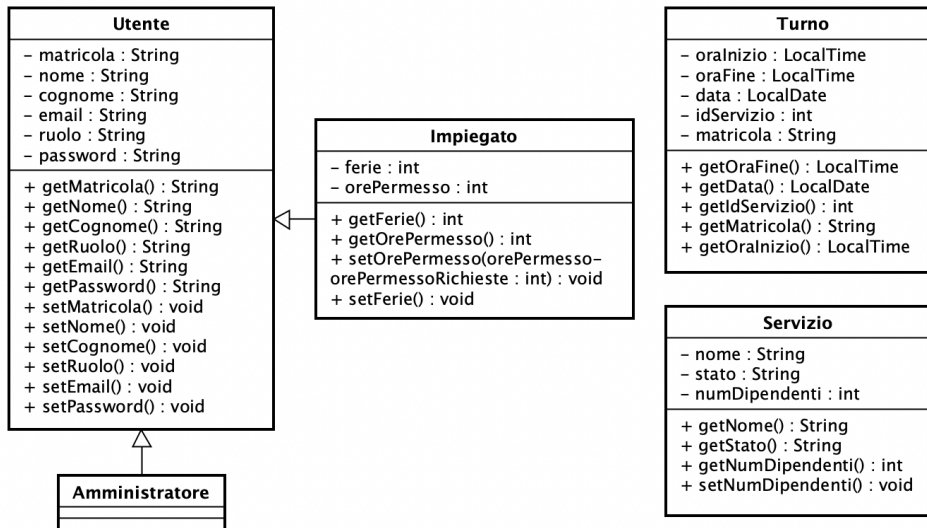 Utente
– matricola : String
– nome : String
– cognome : String
– email : String
– ruolo : String
– password : String
+ getMatricola() : String
+ getNome() : String
+ getCognome() : String
+ getRuolo() : String
+ getEmail() : String
+ getPassword() : String
+ setMatricola() : void
+ setNome() : void
+ setCognome() : void
+ setRuolo() : void
+ setEmail() : void
+ setPassword() : void
Amministratore
Impiegato
– ferie : int
– orePermesso : int
+ getFerie() : int
+ getOrePermesso() : int
+ setOrePermesso(orePermesso–
orePermessoRichieste : int) : void
+ setFerie() : void
Turno
– oraInizio : LocalTime
– oraFine : LocalTime
– data : LocalDate
– idServizio : int
– matricola : String
+ getOraFine() : LocalTime
+ getData() : LocalDate
+ getIdServizio() : int
+ getMatricola() : String
+ getOraInizio() : LocalTime
Servizio
– nome : String
– stato : String
– numDipendenti : int
+ getNome() : String
+ getStato() : String
+ getNumDipendenti() : int
+ setNumDipendenti() : void